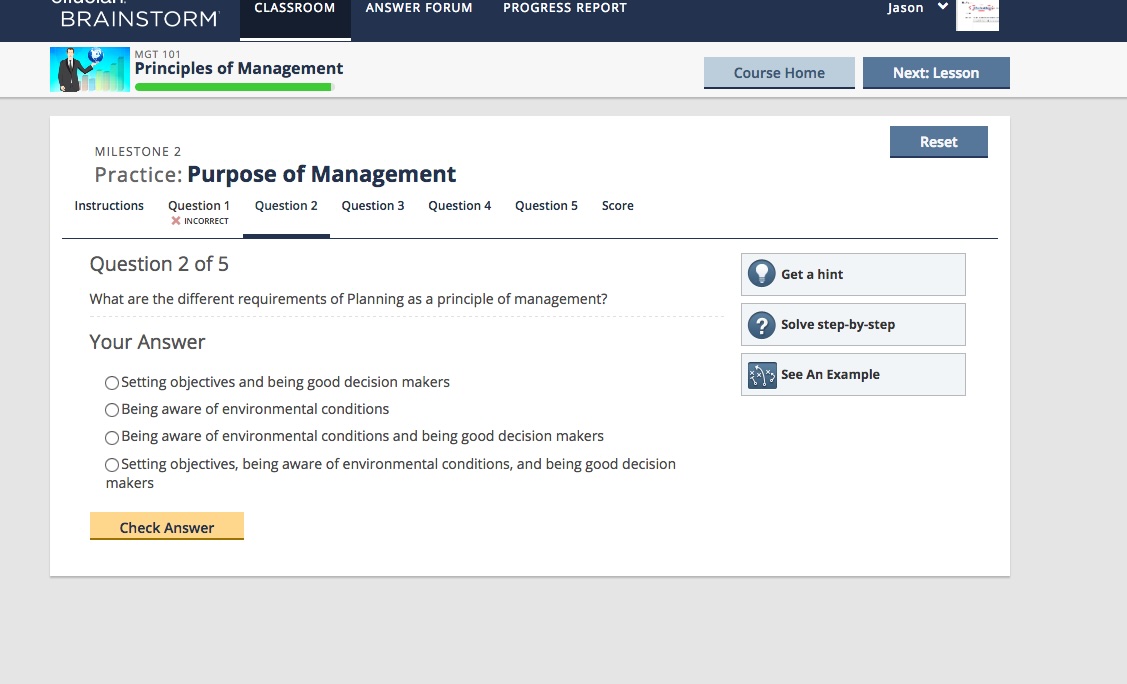 BRAINSTORM
CLASSROOM
ANSWER FORUM
PROGRESS REPORT
Jason
MGT 101
Principles of Management
Course Home
Next: Lesson
MILESTONE 2
Reset
Practice: Purpose of Management
Instructions
Question 1
INCORRECT
Question 2
Question 3
Question 4
Question 5
Score
Question 2 of 5
What are the different requirements of Planning as a principle of management?
Your Answer
Setting objectives and being good decision makers
Being aware of environmental conditions
Being aware of environmental conditions and being good decision makers
Setting objectives, being aware of environmental conditions, and being good decision
makers
Check Answer
Get a hint
Solve step-by-step
See An Example